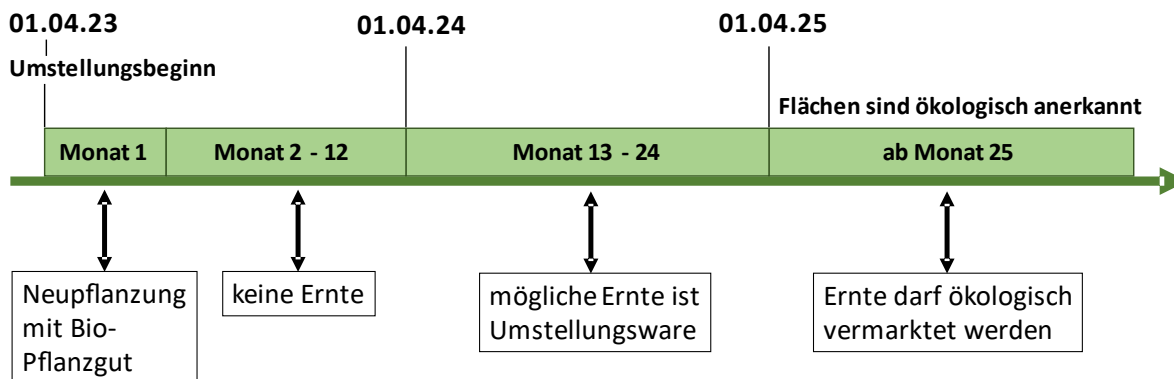 01.04.23
01.04.24
01.04.25
Umstellungsbeginn
Flächen sind ökologisch anerkannt
Monat 1
Monat 2 - 12
Monat 13 - 24
ab Monat 25
Neupflanzung
mit Bio-
Pflanzgut
keine Ernte
mögliche Ernte ist
Umstellungsware
Ernte darf ökologisch
vermarktet werden